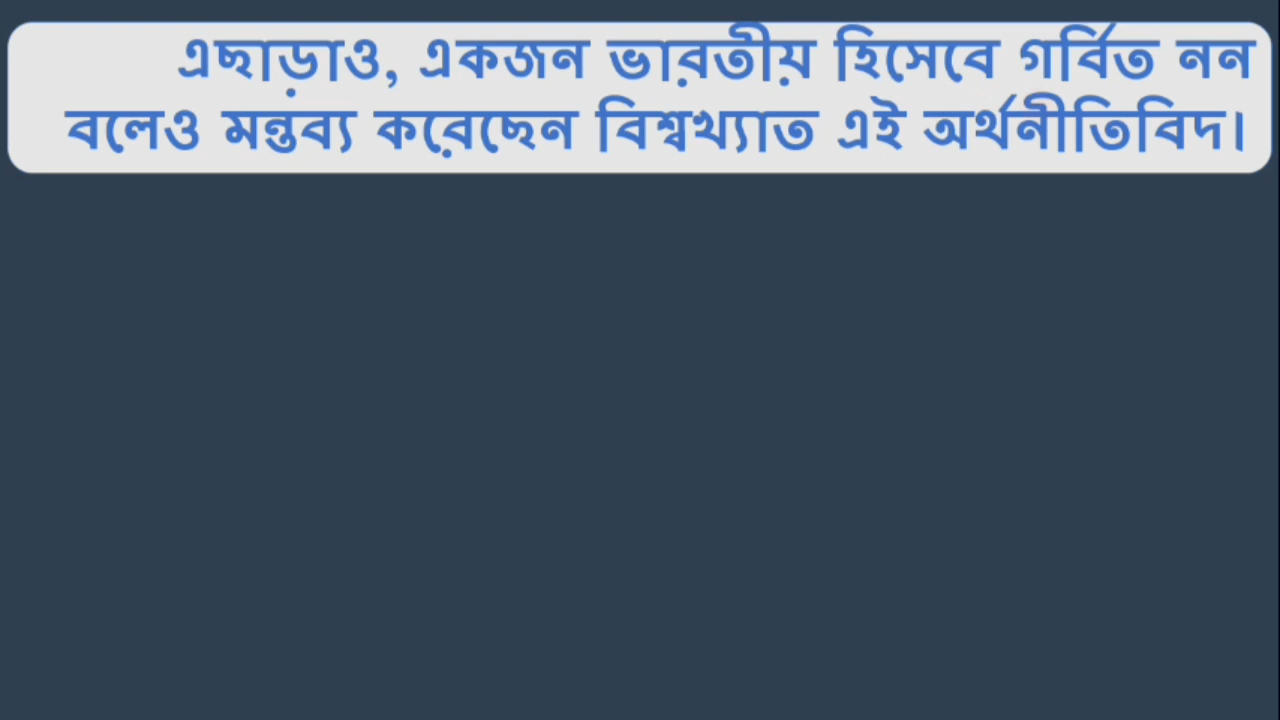 এছাড়াও, একজন ভারতীয় হিসেবে গর্বিত নন
বলেও মন্তব্য করেছেন বিশ্বখ্যাত এই অর্থনীতিবিদ।